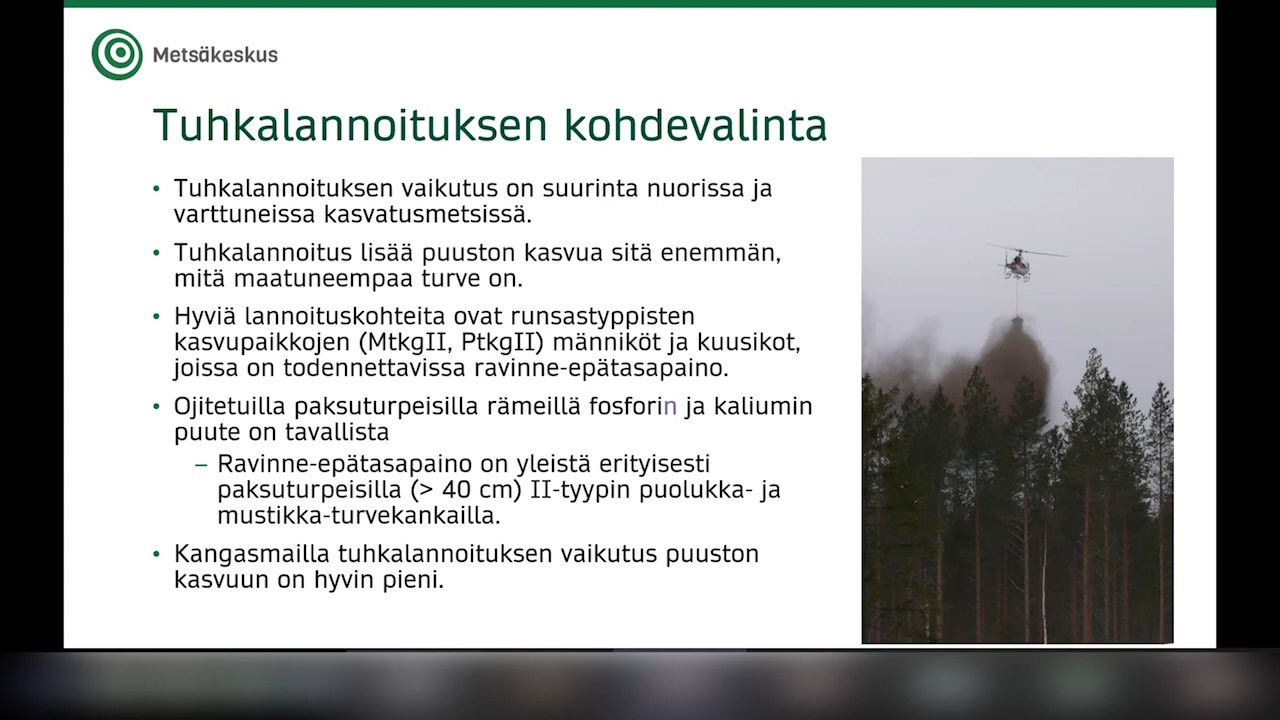 Metsäkeskus
Tuhkalannoituksen kohdevalinta
• Tuhkalannoituksen vaikutus on suurinta nuorissa ja
varttuneissa kasvatusmetsissä.
• Tuhkalannoitus lisää puuston kasvua sitä enemmän,
mitä maatuneempaa turve on.
• Hyviä lannoituskohteita ovat runsastyppisten
kasvupaikkojen (MtkgII, PtkgII) männiköt ja kuusikot,
joissa on todennettavissa ravinne-epätasapaino.
• Ojitetuilla paksuturpeisilla rämeillä fosforin ja kaliumin
puute on tavallista
– Ravinne-epätasapaino on yleistä erityisesti
paksuturpeisilla (> 40 cm) II-tyypin puolukka- ja
mustikka-turvekankailla.
• Kangasmailla tuhkalannoituksen vaikutus puuston
kasvuun on hyvin pieni.